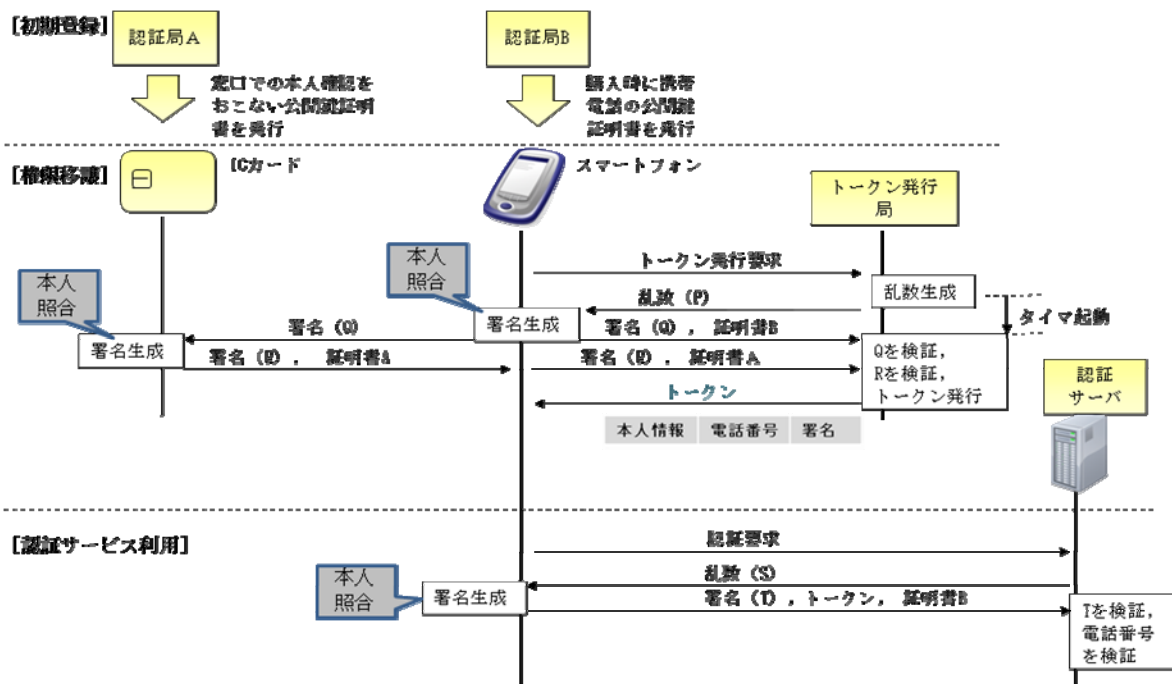 [初期登録]
認証局A
認証局B
窓口での本人確認を
おこない公開鍵証明
書を発行
購入時に携帯
電話の公開鍵
証明書を発行
[権限移譲]
ICカード
スマートフォン
トークン発行
局
本人
照合
本人
照合
トークン発行要求
乱数生成
乱数 (P)
タイマ起動
署名生成
署名 (Q)
署名 (Q) , 証明書B
署名生成
署名 (R) , 証明書A
署名 (R) , 証明書A
Qを検証,
Rを検証,
トークン発行
トークン
認証
サーバ
本人情報 電話番号 署名
[認証サービス利用]
認証要求
本人
照合
乱数 (S)
署名生成
署名 (T) , トークン, 証明書B
Tを検証,
電話番号
を検証